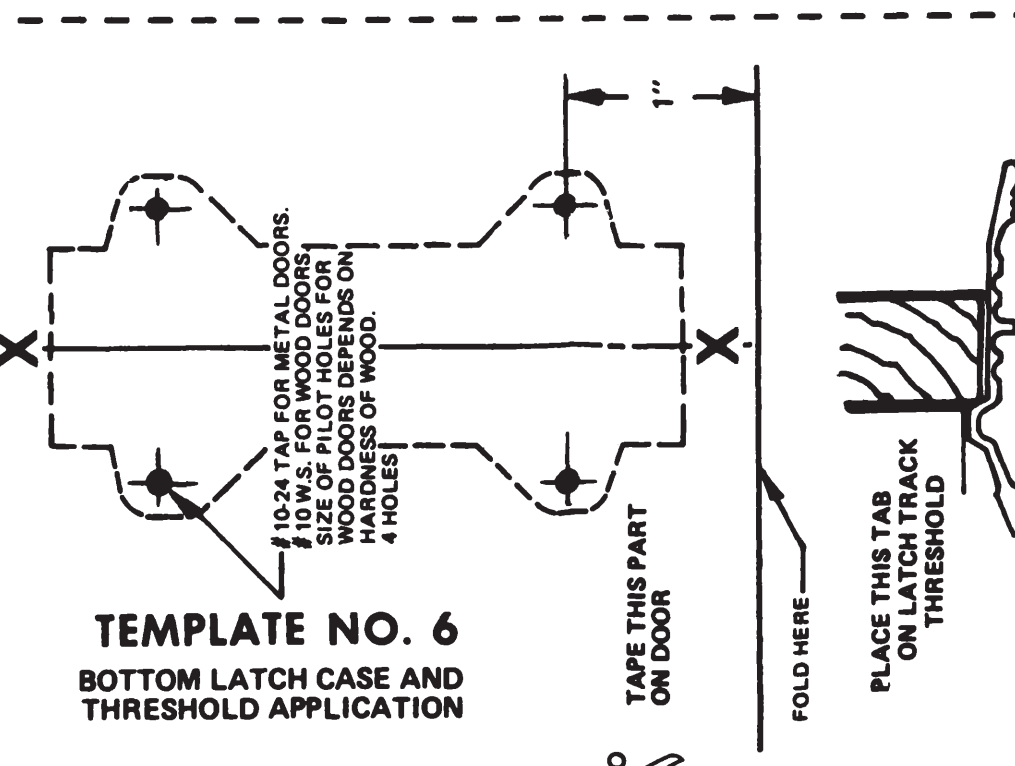 1"
X
X
# 10-24 TAP FOR METAL DOORS.
# 10 W.S. FOR WOOD DOORS.
SIZE OF PILOT HOLES FOR
WOOD DOORS DEPENDS ON
HARDNESS OF WOOD.
4 HOLES
TEMPLATE NO. 6
BOTTOM LATCH CASE AND
THRESHOLD APPLICATION
TAPE THIS PART
ON DOOR
FOLD HERE
PLACE THIS TAB
ON LATCH TRACK
THRESHOLD